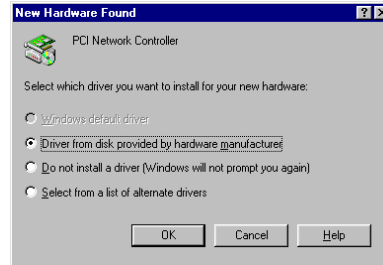 New Hardware Found
PCI Network Controller
Select which driver you want to install for your new hardware:
Windows default driver
Driver from disk provided by hardware manufacturer
Do not install a driver (Windows will not prompt you again)
Select from a list of alternate drivers
OK Cancel Help